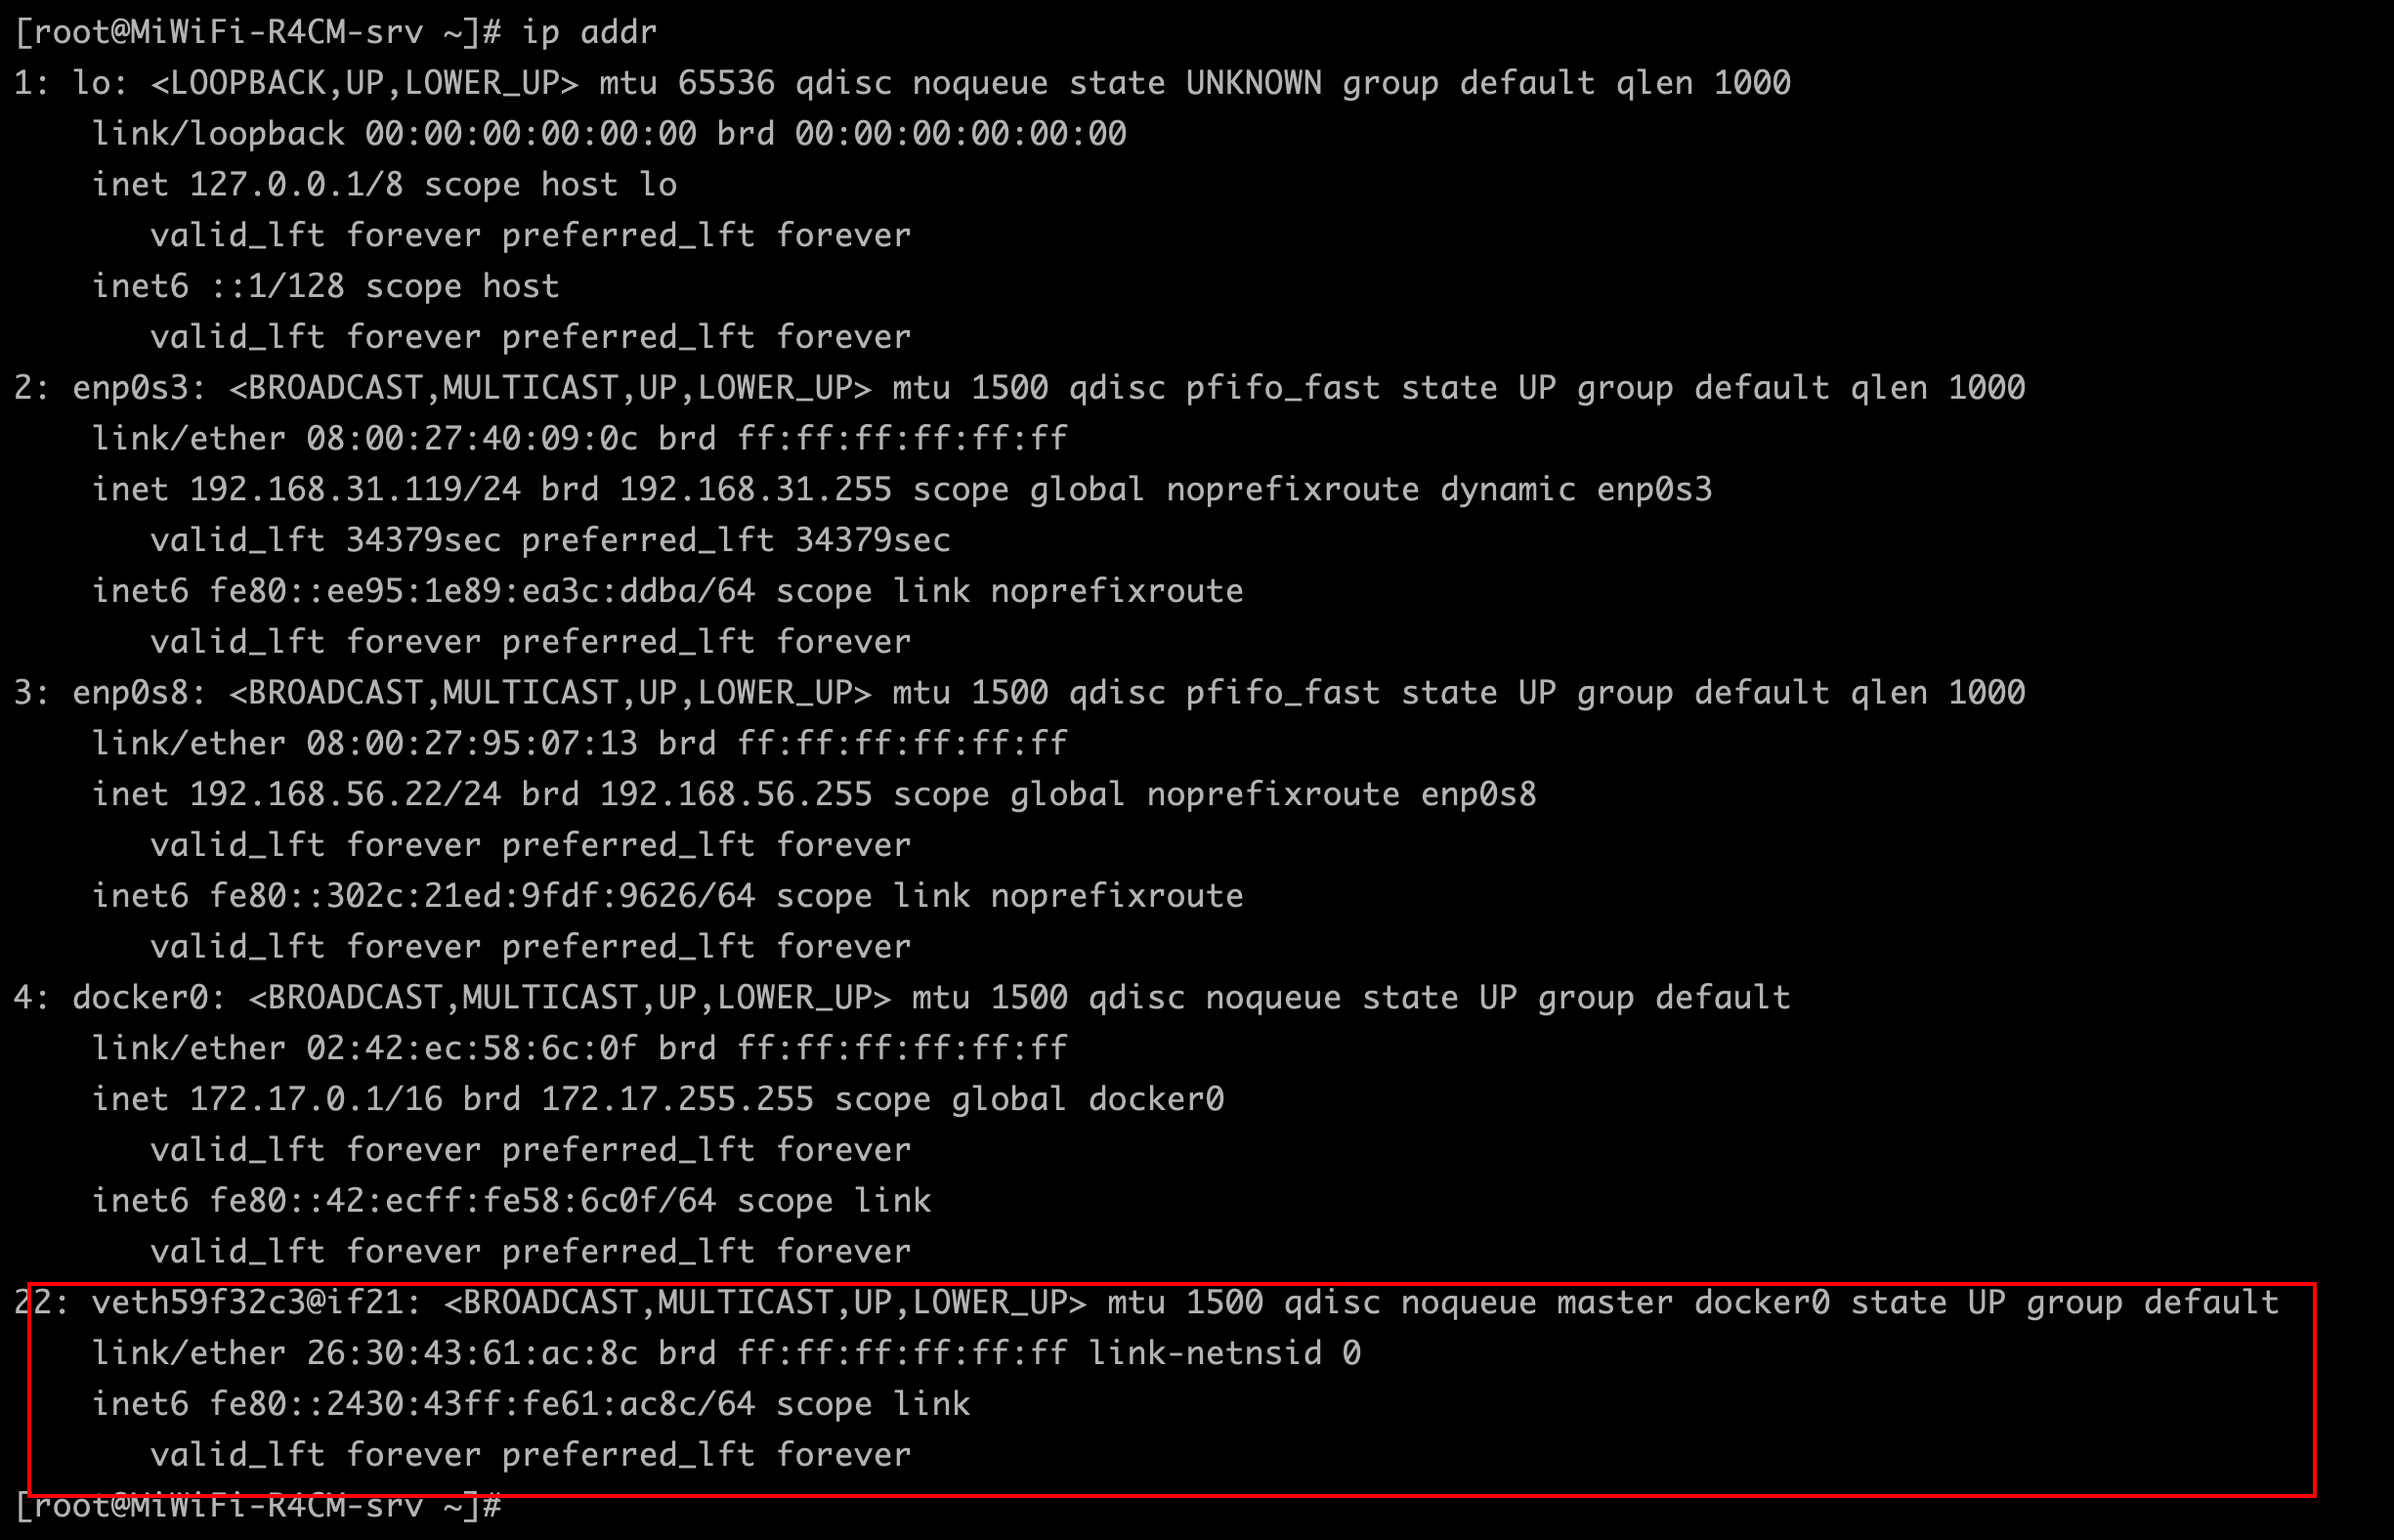 [root@MiWiFi-R4CM-srv ~]# ip addr
1: lo: <LOOPBACK,UP,LOWER_UP> mtu 65536 qdisc noqueue state UNKNOWN group default qlen 1000
    link/loopback 00:00:00:00:00:00 brd 00:00:00:00:00:00
    inet 127.0.0.1/8 scope host lo
       valid_lft forever preferred_lft forever
    inet6 ::1/128 scope host
       valid_lft forever preferred_lft forever
2: enp0s3: <BROADCAST,MULTICAST,UP,LOWER_UP> mtu 1500 qdisc pfifo_fast state UP group default qlen 1000
    link/ether 08:00:27:40:09:0c brd ff:ff:ff:ff:ff:ff
    inet 192.168.31.119/24 brd 192.168.31.255 scope global noprefixroute dynamic enp0s3
       valid_lft 34379sec preferred_lft 34379sec
    inet6 fe80::ee95:1e89:ea3c:ddba/64 scope link noprefixroute
       valid_lft forever preferred_lft forever
3: enp0s8: <BROADCAST,MULTICAST,UP,LOWER_UP> mtu 1500 qdisc pfifo_fast state UP group default qlen 1000
    link/ether 08:00:27:95:07:13 brd ff:ff:ff:ff:ff:ff
    inet 192.168.56.22/24 brd 192.168.56.255 scope global noprefixroute enp0s8
       valid_lft forever preferred_lft forever
    inet6 fe80::302c:21ed:9fdf:9626/64 scope link noprefixroute
       valid_lft forever preferred_lft forever
4: docker0: <BROADCAST,MULTICAST,UP,LOWER_UP> mtu 1500 qdisc noqueue state UP group default
    link/ether 02:42:ec:58:6c:0f brd ff:ff:ff:ff:ff:ff
    inet 172.17.0.1/16 brd 172.17.255.255 scope global docker0
       valid_lft forever preferred_lft forever
    inet6 fe80::42:ecff:fe58:6c0f/64 scope link
       valid_lft forever preferred_lft forever
22: veth59f32c3@if21: <BROADCAST,MULTICAST,UP,LOWER_UP> mtu 1500 qdisc noqueue master docker0 state UP group default
    link/ether 26:30:43:61:ac:8c brd ff:ff:ff:ff:ff:ff link-netnsid 0
    inet6 fe80::2430:43ff:fe61:ac8c/64 scope link
       valid_lft forever preferred_lft forever
[root@MiWiFi-R4CM-srv ~]#